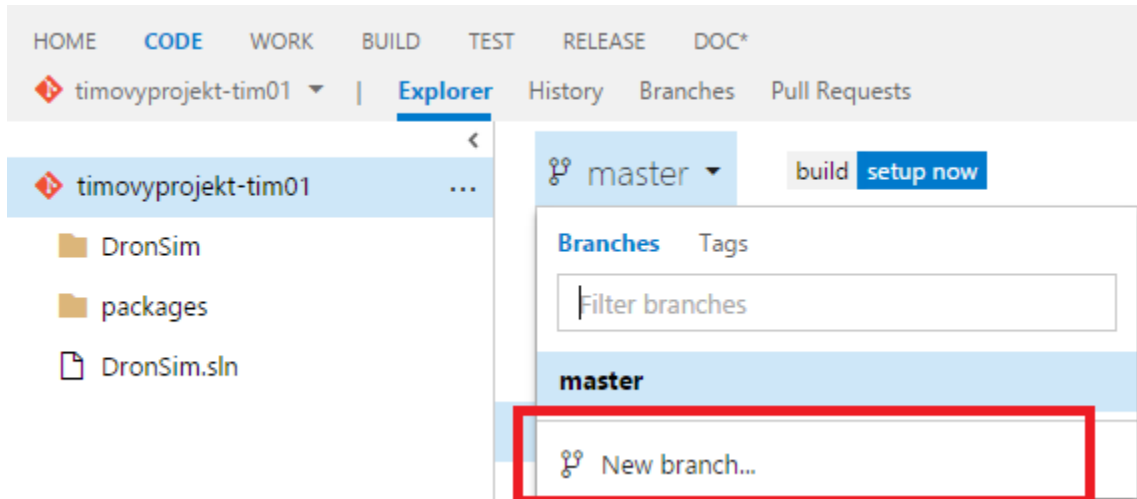 HOME CODE WORK BUILD TEST RELEASE DOC*
timovyprojekt-tim01 | Explorer History Branches Pull Requests
timovyprojekt-tim01 ...
DronSim
packages
DronSim.sln
master build setup now
Branches Tags
Filter branches
master
New branch...